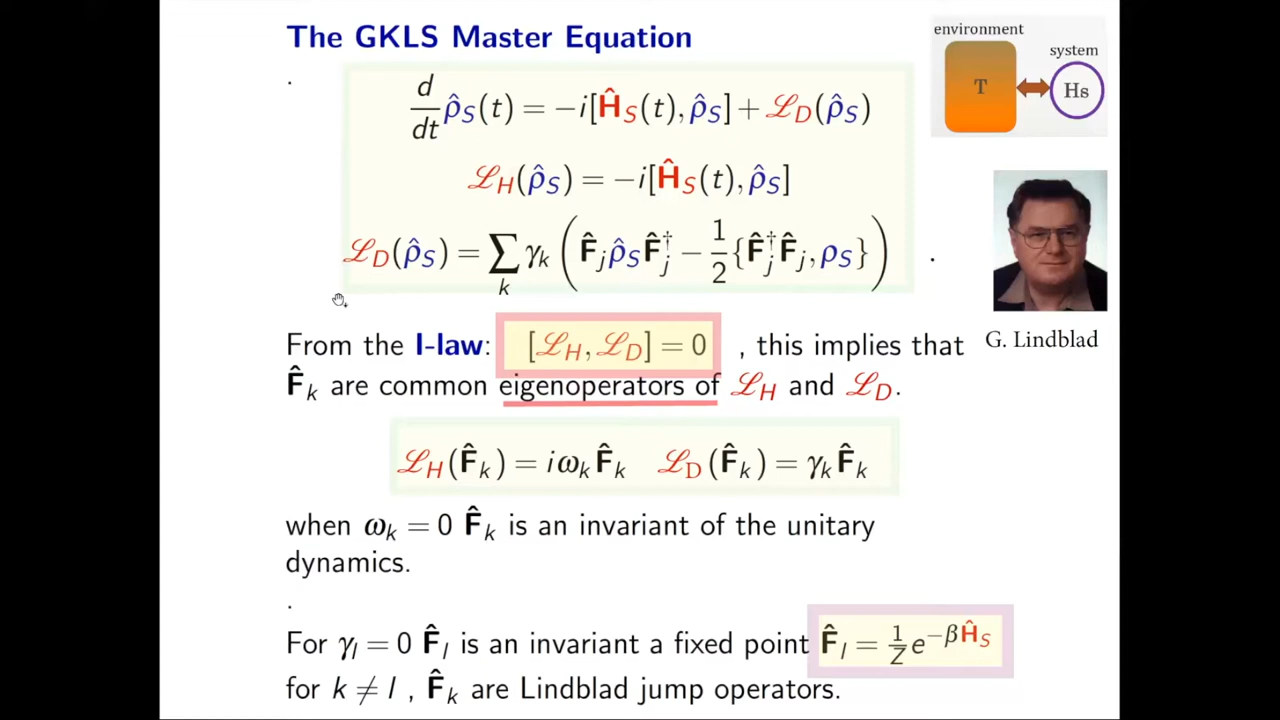 The GKLS Master Equation
.
d/dt ρ̂_S(t) = −i[Ĥ_S(t), ρ̂_S] + ℒ_D(ρ̂_S)
ℒ_H(ρ̂_S) = −i[Ĥ_S(t), ρ̂_S]
ℒ_D(ρ̂_S) = ∑_k γ_k ( F̂_j ρ̂_S F̂_j^† − 1/2 {F̂_j^† F̂_j, ρ_S} ) .
environment
system
T
Hs
G. Lindblad
From the I-law: [ℒ_H, ℒ_D] = 0 , this implies that
F̂_k are common eigenoperators of ℒ_H and ℒ_D.
ℒ_H(F̂_k) = iω_k F̂_k ℒ_D(F̂_k) = γ_k F̂_k
when ω_k = 0 F̂_k is an invariant of the unitary
dynamics.
.
For γ_l = 0 F̂_l is an invariant a fixed point F̂_l = 1/Z e^{−βĤ_S}
for k ≠ l , F̂_k are Lindblad jump operators.